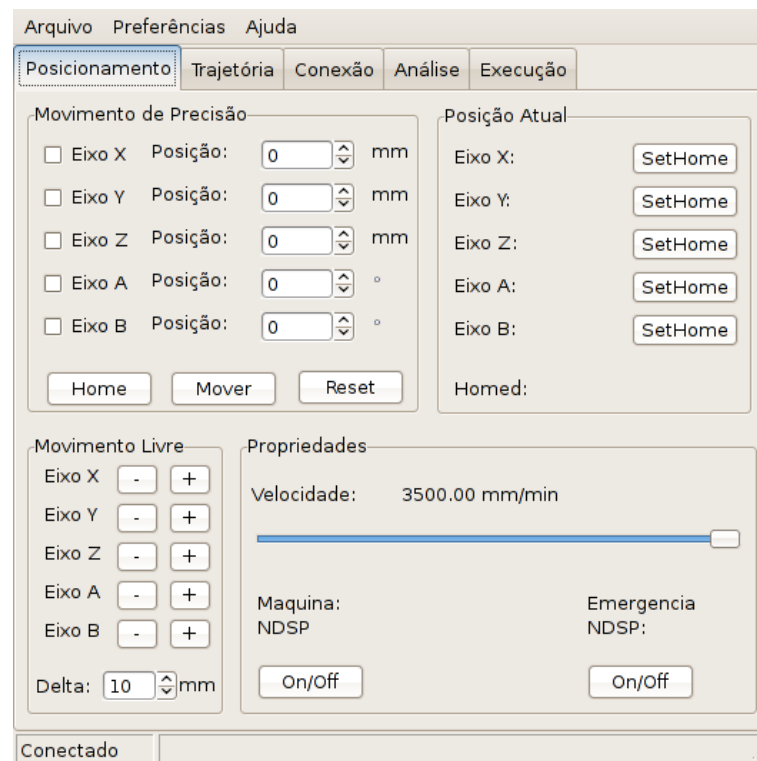 Arquivo Preferências Ajuda
Posicionamento Trajetória Conexão Análise Execução
Movimento de Precisão
Eixo X Posição: 0 mm
Eixo Y Posição: 0 mm
Eixo Z Posição: 0 mm
Eixo A Posição: 0 °
Eixo B Posição: 0 °
Home Mover Reset
Posição Atual
Eixo X: SetHome
Eixo Y: SetHome
Eixo Z: SetHome
Eixo A: SetHome
Eixo B: SetHome
Homed:
Movimento Livre
Eixo X - +
Eixo Y - +
Eixo Z - +
Eixo A - +
Eixo B - +
Delta: 10 mm
Propriedades
Velocidade: 3500.00 mm/min
Maquina:
NDSP
On/Off
Emergencia
NDSP:
On/Off
Conectado